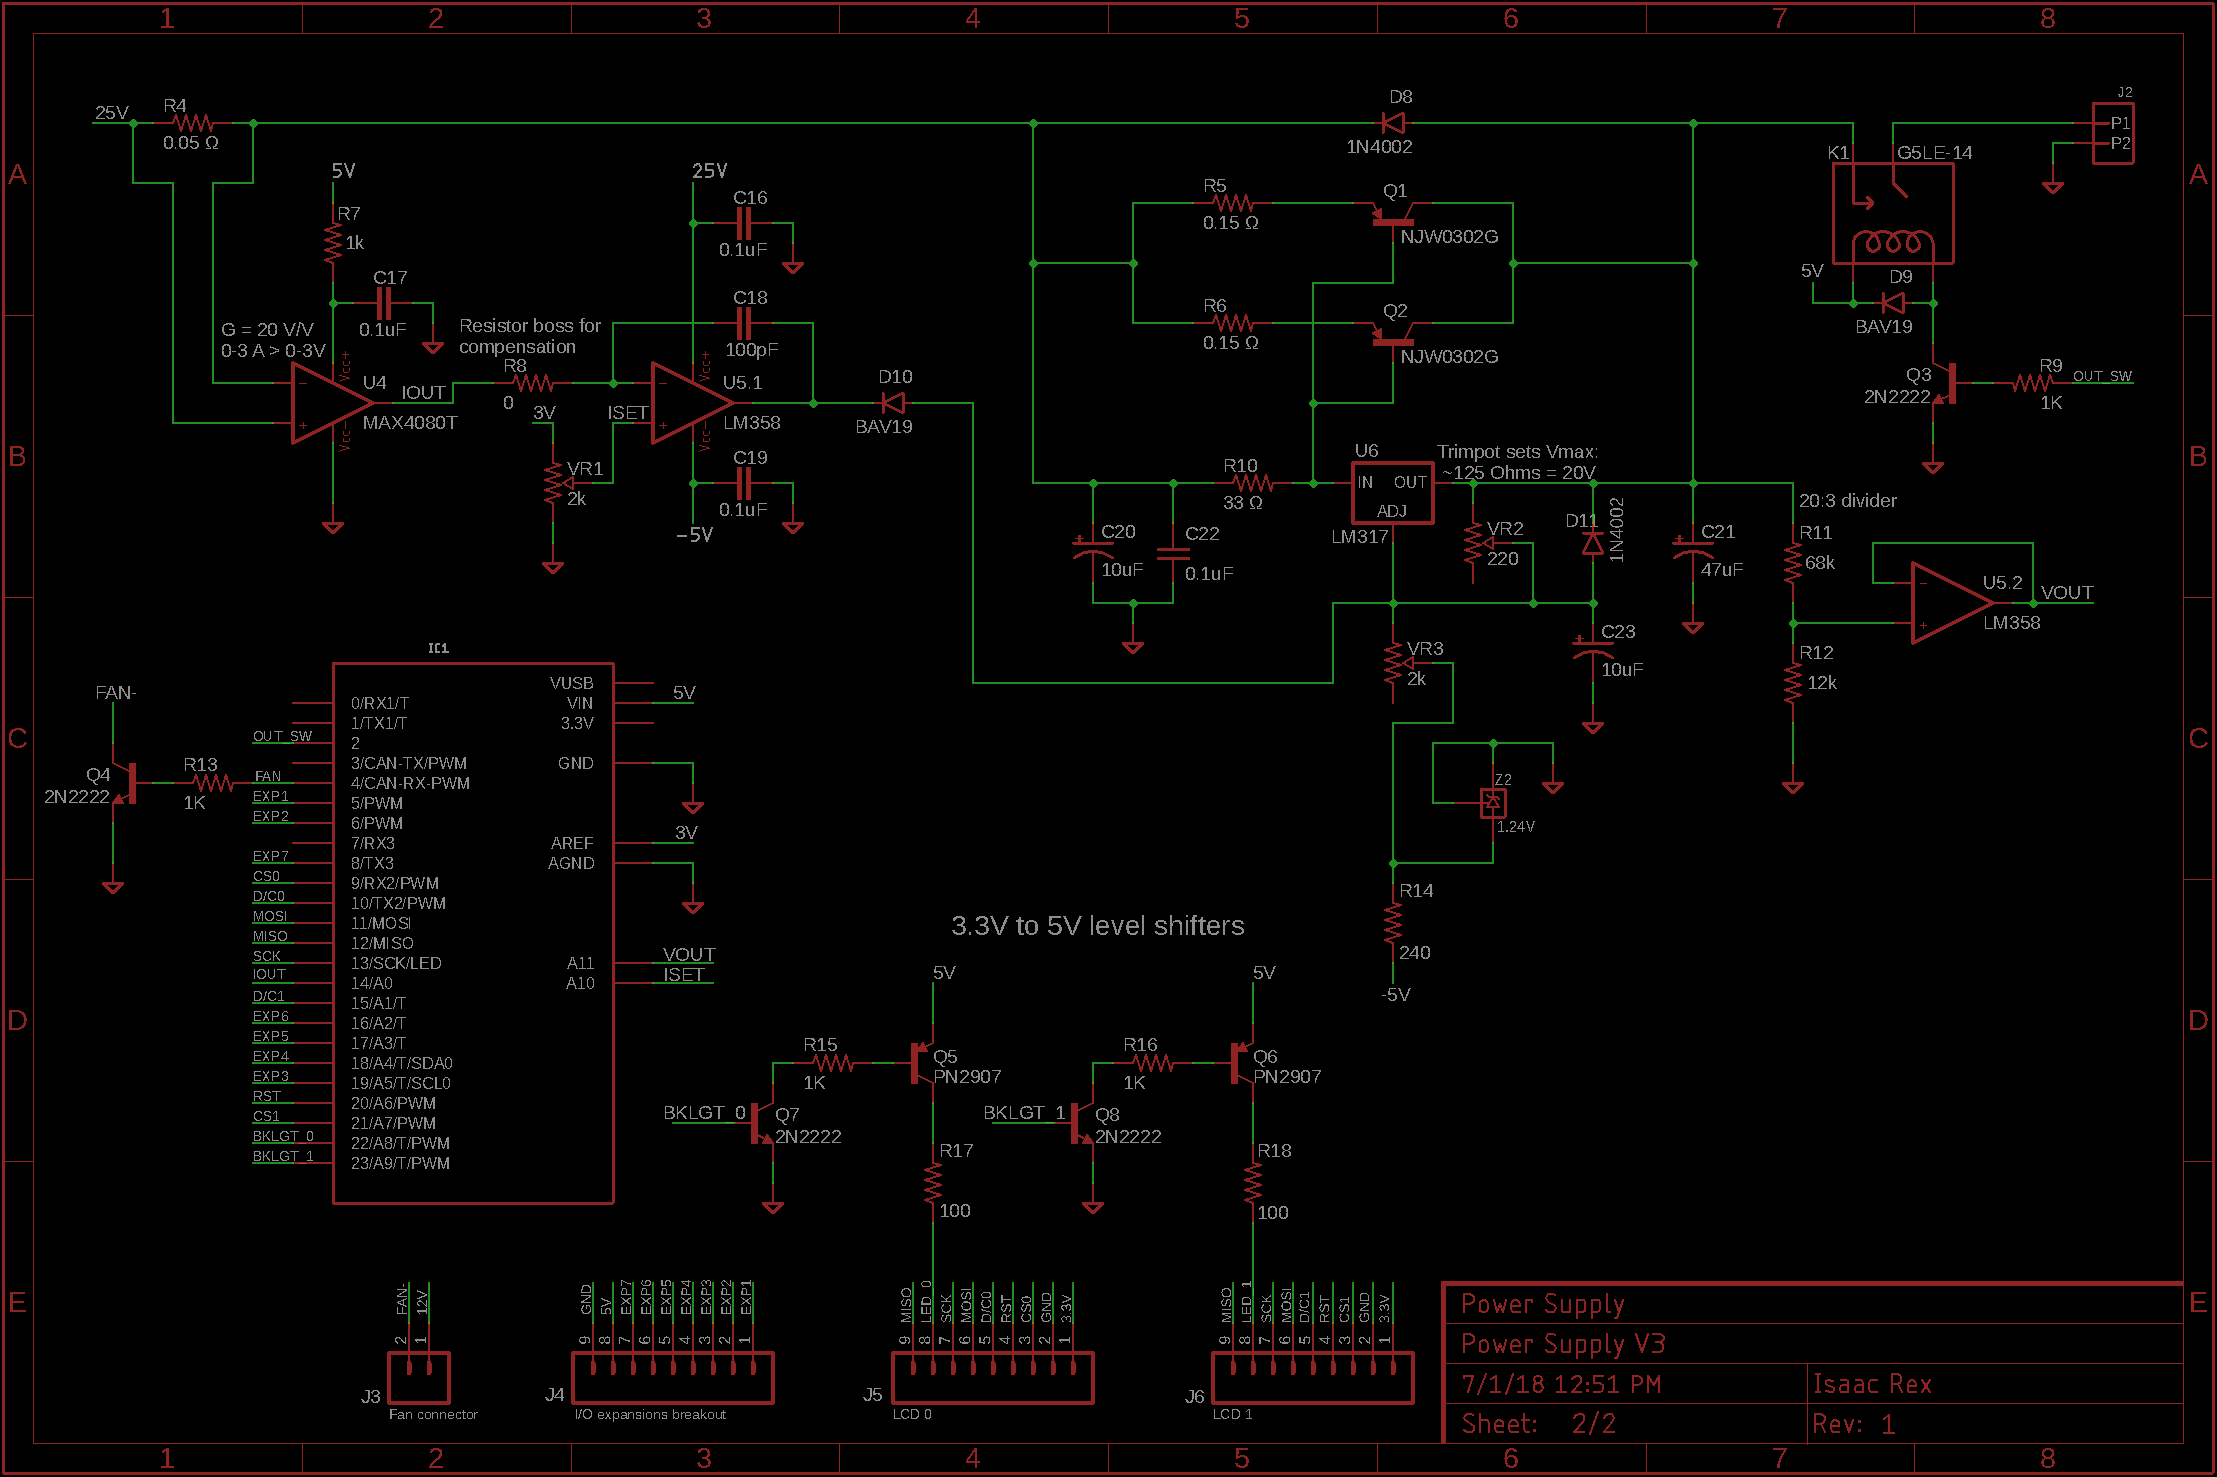 1 2 3 4 5 6 7 8
A A
B B
C C
D D
E E
25V
R4
0.05 Ω
5V
R7
1k
C17
0.1uF
G = 20 V/V
0-3 A > 0-3V
Vcc+
Vcc-
U4
MAX4080T
IOUT
Resistor boss for
compensation
R8
0
3V
VR1
2k
ISET
25V
C16
0.1uF
C18
100pF
Vcc+
Vcc-
U5.1
LM358
C19
0.1uF
-5V
D10
BAV19
D8
1N4002
R5
0.15 Ω
Q1
NJW0302G
R6
0.15 Ω
Q2
NJW0302G
R10
33 Ω
U6
IN OUT
ADJ
LM317
Trimpot sets Vmax:
~125 Ohms = 20V
C20
10uF
C22
0.1uF
VR2
220
D11
1N4002
C21
47uF
VR3
2k
C23
10uF
Z2
1.24V
R14
240
-5V
J2
P1
P2
K1 G5LE-14
5V
D9
BAV19
Q3
2N2222
R9
1K
OUT_SW
20:3 divider
R11
68k
R12
12k
U5.2
LM358
VOUT
FAN-
Q4
2N2222
R13
1K
IC1
OUT_SW
FAN
EXP1
EXP2
EXP7
CS0
D/C0
MOSI
MISO
SCK
IOUT
D/C1
EXP6
EXP5
EXP4
EXP3
RST
CS1
BKLGT_0
BKLGT_1
0/RX1/T
1/TX1/T
2
3/CAN-TX/PWM
4/CAN-RX-PWM
5/PWM
6/PWM
7/RX3
8/TX3
9/RX2/PWM
10/TX2/PWM
11/MOSI
12/MISO
13/SCK/LED
14/A0
15/A1/T
16/A2/T
17/A3/T
18/A4/T/SDA0
19/A5/T/SCL0
20/A6/PWM
21/A7/PWM
22/A8/T/PWM
23/A9/T/PWM
VUSB
VIN 5V
3.3V
GND
AREF 3V
AGND
A11 VOUT
A10 ISET
3.3V to 5V level shifters
5V
R15
1K
Q5
PN2907
BKLGT_0
Q7
2N2222
R17
100
5V
R16
1K
Q6
PN2907
BKLGT_1
Q8
2N2222
R18
100
FAN- 12V
2 1
J3
Fan connector
GND 5V EXP7 EXP6 EXP5 EXP4 EXP3 EXP2 EXP1
9 8 7 6 5 4 3 2 1
J4
I/O expansions breakout
MISO LED_0 SCK MOSI D/C0 RST CS0 GND 3.3V
9 8 7 6 5 4 3 2 1
J5
LCD 0
MISO LED_1 SCK MOSI D/C1 RST CS1 GND 3.3V
9 8 7 6 5 4 3 2 1
J6
LCD 1
Power Supply
Power Supply V3
7/1/18 12:51 PM Isaac Rex
Sheet: 2/2 Rev: 1
1 2 3 4 5 6 7 8